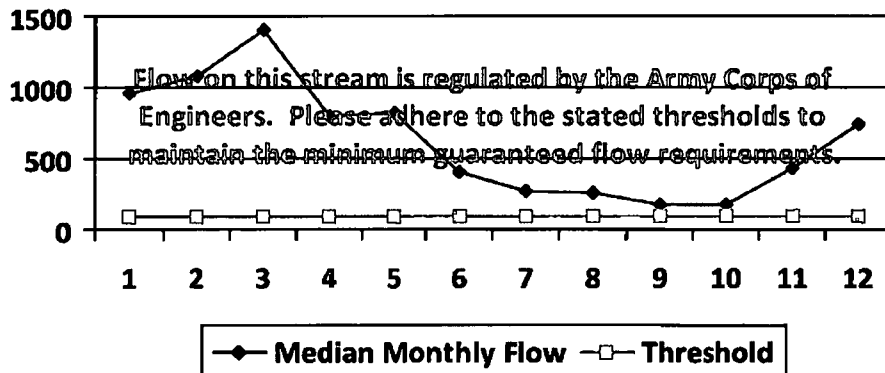 1500
1000
500
0
Flow on this stream is regulated by the Army Corps of
Engineers. Please adhere to the stated thresholds to
maintain the minimum guaranteed flow requirements.
1 2 3 4 5 6 7 8 9 10 11 12
Median Monthly Flow Threshold